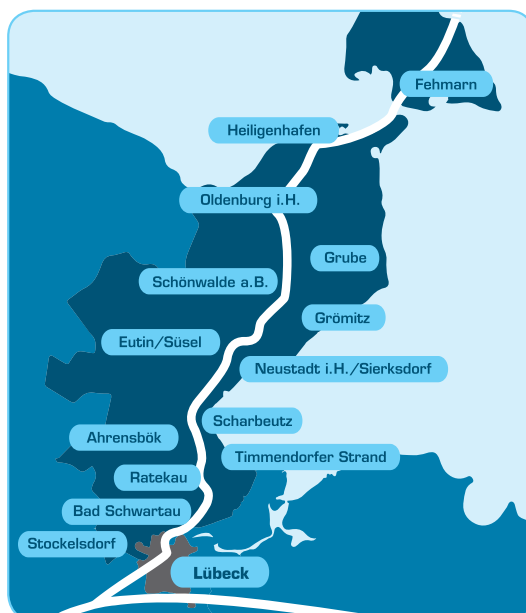 Fehmarn
Heiligenhafen
Oldenburg i.H.
Grube
Schönwalde a.B.
Grömitz
Eutin/Süsel
Neustadt i.H./Sierksdorf
Scharbeutz
Ahrensbök
Timmendorfer Strand
Ratekau
Bad Schwartau
Stockelsdorf
Lübeck